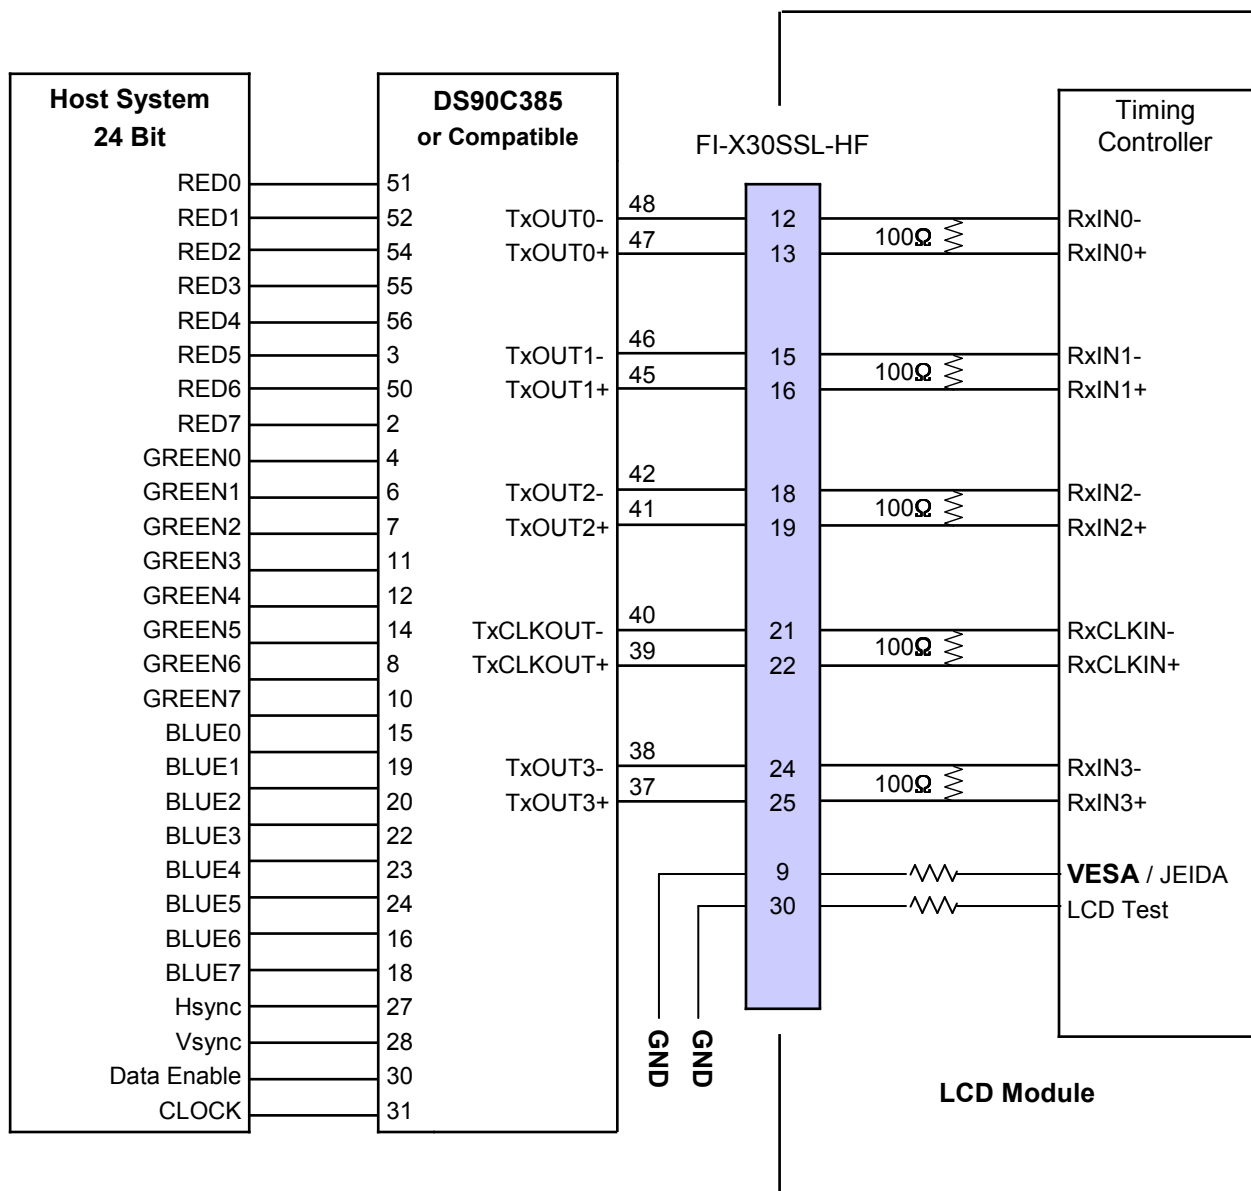 Host System
24 Bit
RED0
RED1
RED2
RED3
RED4
RED5
RED6
RED7
GREEN0
GREEN1
GREEN2
GREEN3
GREEN4
GREEN5
GREEN6
GREEN7
BLUE0
BLUE1
BLUE2
BLUE3
BLUE4
BLUE5
BLUE6
BLUE7
Hsync
Vsync
Data Enable
CLOCK
DS90C385
or Compatible
51
52
54
55
56
3
50
2
4
6
7
11
12
14
8
10
15
19
20
22
23
24
16
18
27
28
30
31
TxOUT0-
TxOUT0+
TxOUT1-
TxOUT1+
TxOUT2-
TxOUT2+
TxCLKOUT-
TxCLKOUT+
TxOUT3-
TxOUT3+
48
47
46
45
42
41
40
39
38
37
GND
GND
FI-X30SSL-HF
12
13
15
16
18
19
21
22
24
25
9
30
100Ω
100Ω
100Ω
100Ω
100Ω
Timing
Controller
RxIN0-
RxIN0+
RxIN1-
RxIN1+
RxIN2-
RxIN2+
RxCLKIN-
RxCLKIN+
RxIN3-
RxIN3+
VESA / JEIDA
LCD Test
LCD Module